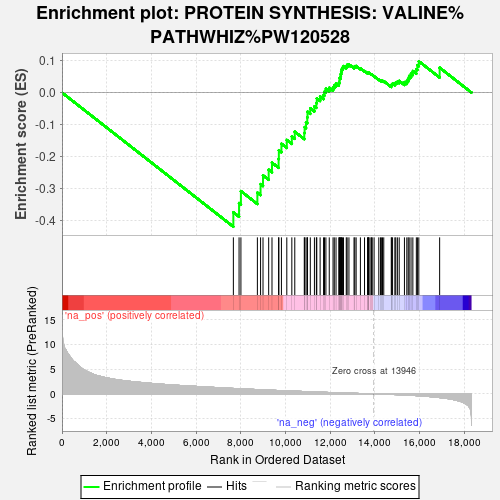 Enrichment plot: PROTEIN SYNTHESIS: VALINE%
PATHWHIZ%PW120528
Enrichment score (ES)
0.1
0.0
-0.1
-0.2
-0.3
-0.4
'na_pos' (positively correlated)
Ranked list metric (PreRanked)
15
10
5
0
-5
Zero cross at 13946
'na_neg' (negatively correlated)
0
2,000
4,000
6,000
8,000
10,000
12,000
14,000
16,000
18,000
Rank in Ordered Dataset
Enrichment profile
Hits
Ranking metric scores